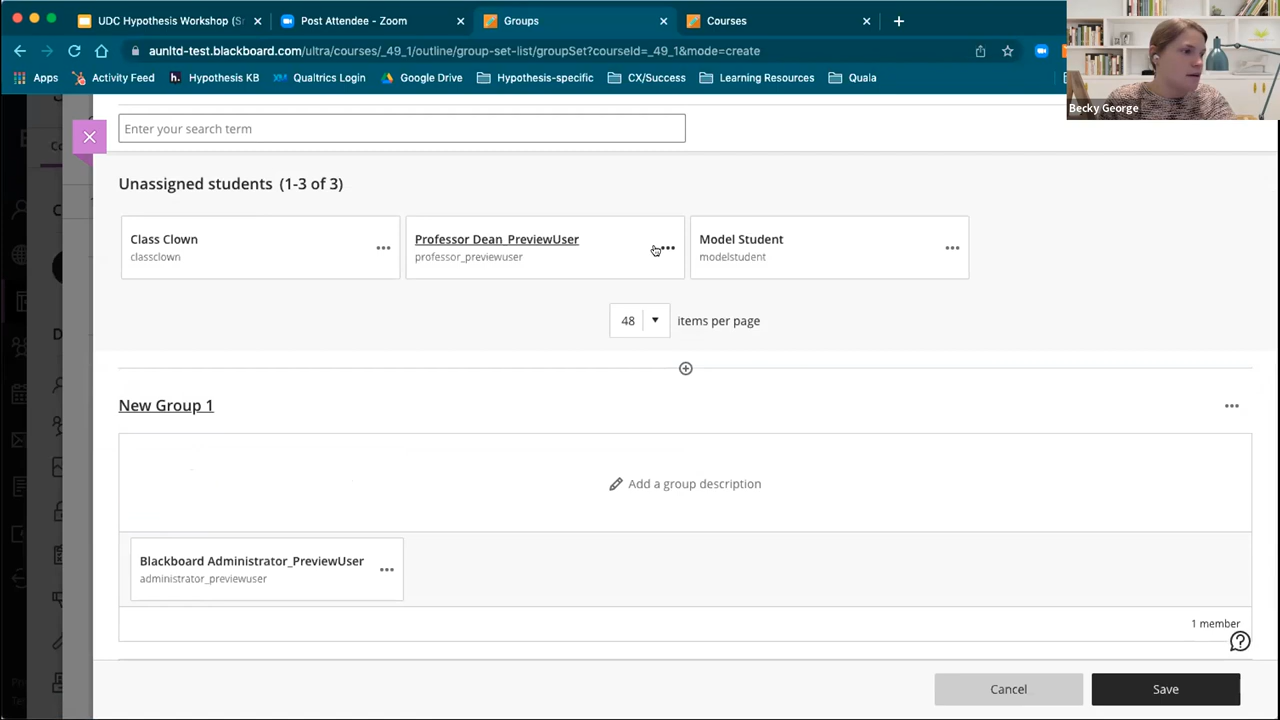 UDC Hypothesis Workshop (S
Post Attendee - Zoom
Groups
Courses
aunltd-test.blackboard.com/ultra/courses/_49_1/outline/group-set-list/groupSet?courseId=_49_1&mode=create
Apps
Activity Feed
Hypothesis KB
Qualtrics Login
Google Drive
Hypothesis-specific
CX/Success
Learning Resources
Quala
Becky George
Enter your search term
Unassigned students (1-3 of 3)
Class Clown
classclown
Professor Dean_PreviewUser
professor_previewuser
Model Student
modelstudent
48
items per page
New Group 1
Add a group description
Blackboard Administrator_PreviewUser
administrator_previewuser
1 member
Cancel
Save